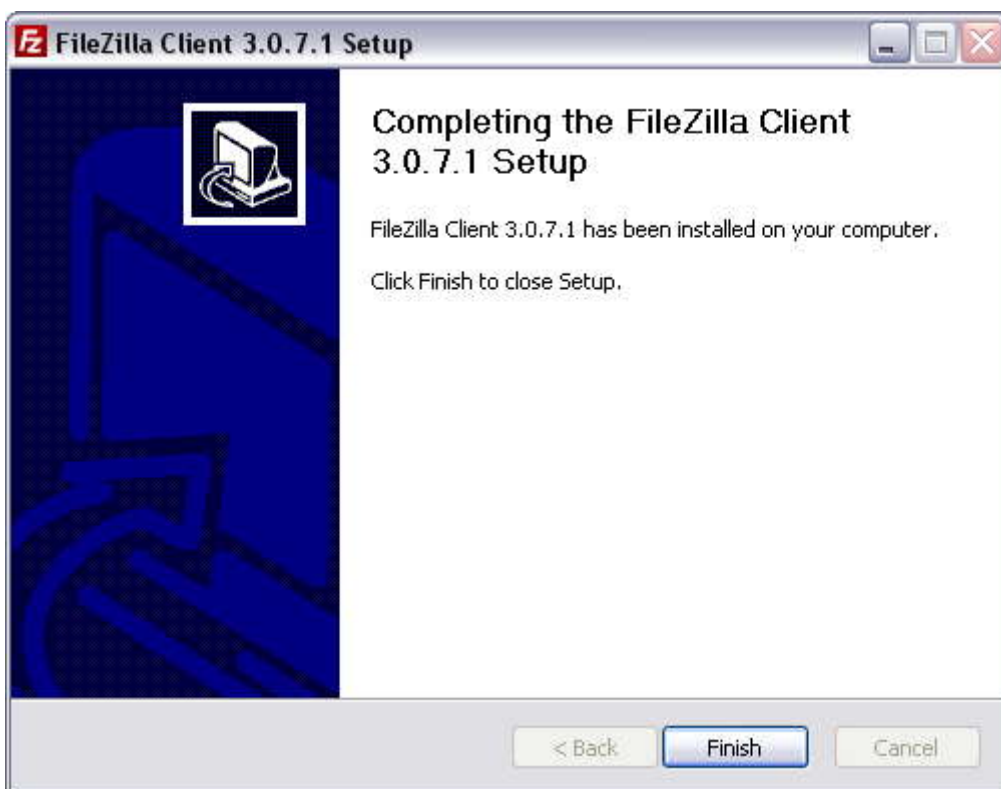 Fz FileZilla Client 3.0.7.1 Setup
Completing the FileZilla Client
3.0.7.1 Setup
FileZilla Client 3.0.7.1 has been installed on your computer.
Click Finish to close Setup.
< Back Finish Cancel